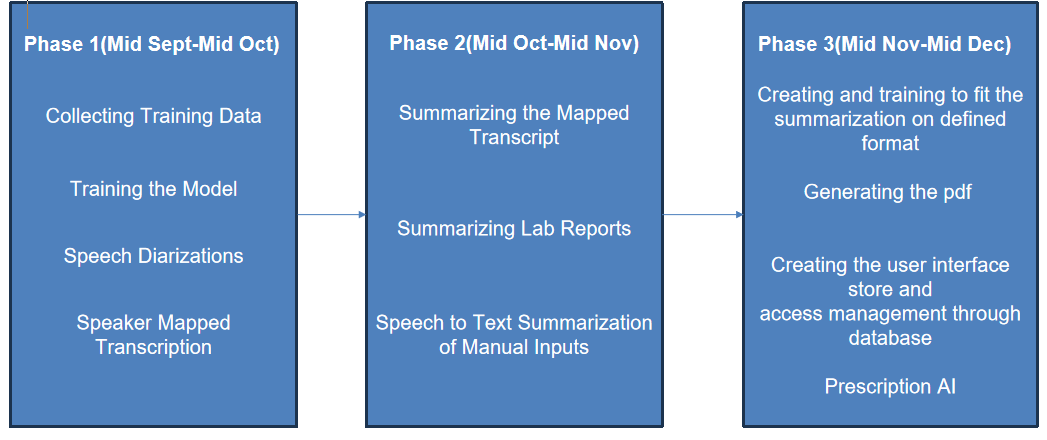 Phase 1(Mid Sept-Mid Oct)
Collecting Training Data
Training the Model
Speech Diarizations
Speaker Mapped
Transcription
Phase 2(Mid Oct-Mid Nov)
Summarizing the Mapped
Transcript
Summarizing Lab Reports
Speech to Text Summarization
of Manual Inputs
Phase 3(Mid Nov-Mid Dec)
Creating and training to fit the
summarization on defined
format
Generating the pdf
Creating the user interface
store and
access management through
database
Prescription AI